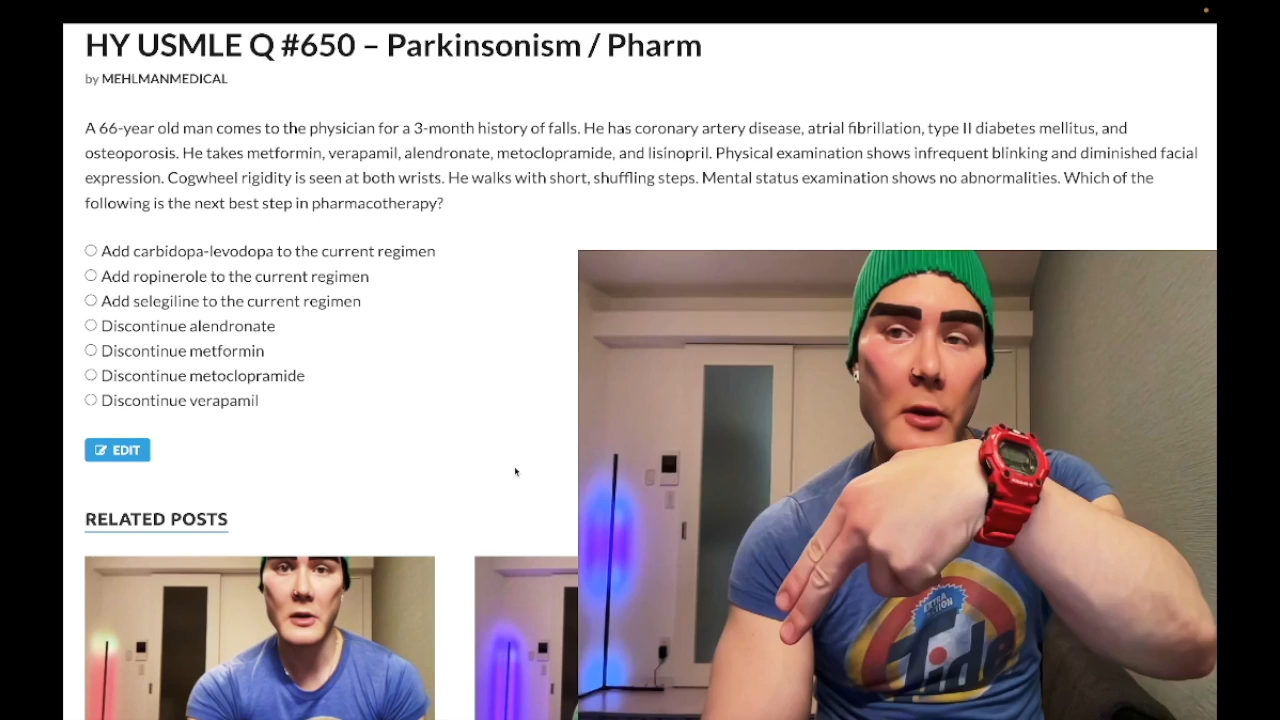 HY USMLE Q #650 – Parkinsonism / Pharm
by MEHLMANMEDICAL
A 66-year old man comes to the physician for a 3-month history of falls. He has coronary artery disease, atrial fibrillation, type II diabetes mellitus, and
osteoporosis. He takes metformin, verapamil, alendronate, metoclopramide, and lisinopril. Physical examination shows infrequent blinking and diminished facial
expression. Cogwheel rigidity is seen at both wrists. He walks with short, shuffling steps. Mental status examination shows no abnormalities. Which of the
following is the next best step in pharmacotherapy?
Add carbidopa-levodopa to the current regimen
Add ropinerole to the current regimen
Add selegiline to the current regimen
Discontinue alendronate
Discontinue metformin
Discontinue metoclopramide
Discontinue verapamil
EDIT
RELATED POSTS
EXTRA
ACTION
Tide